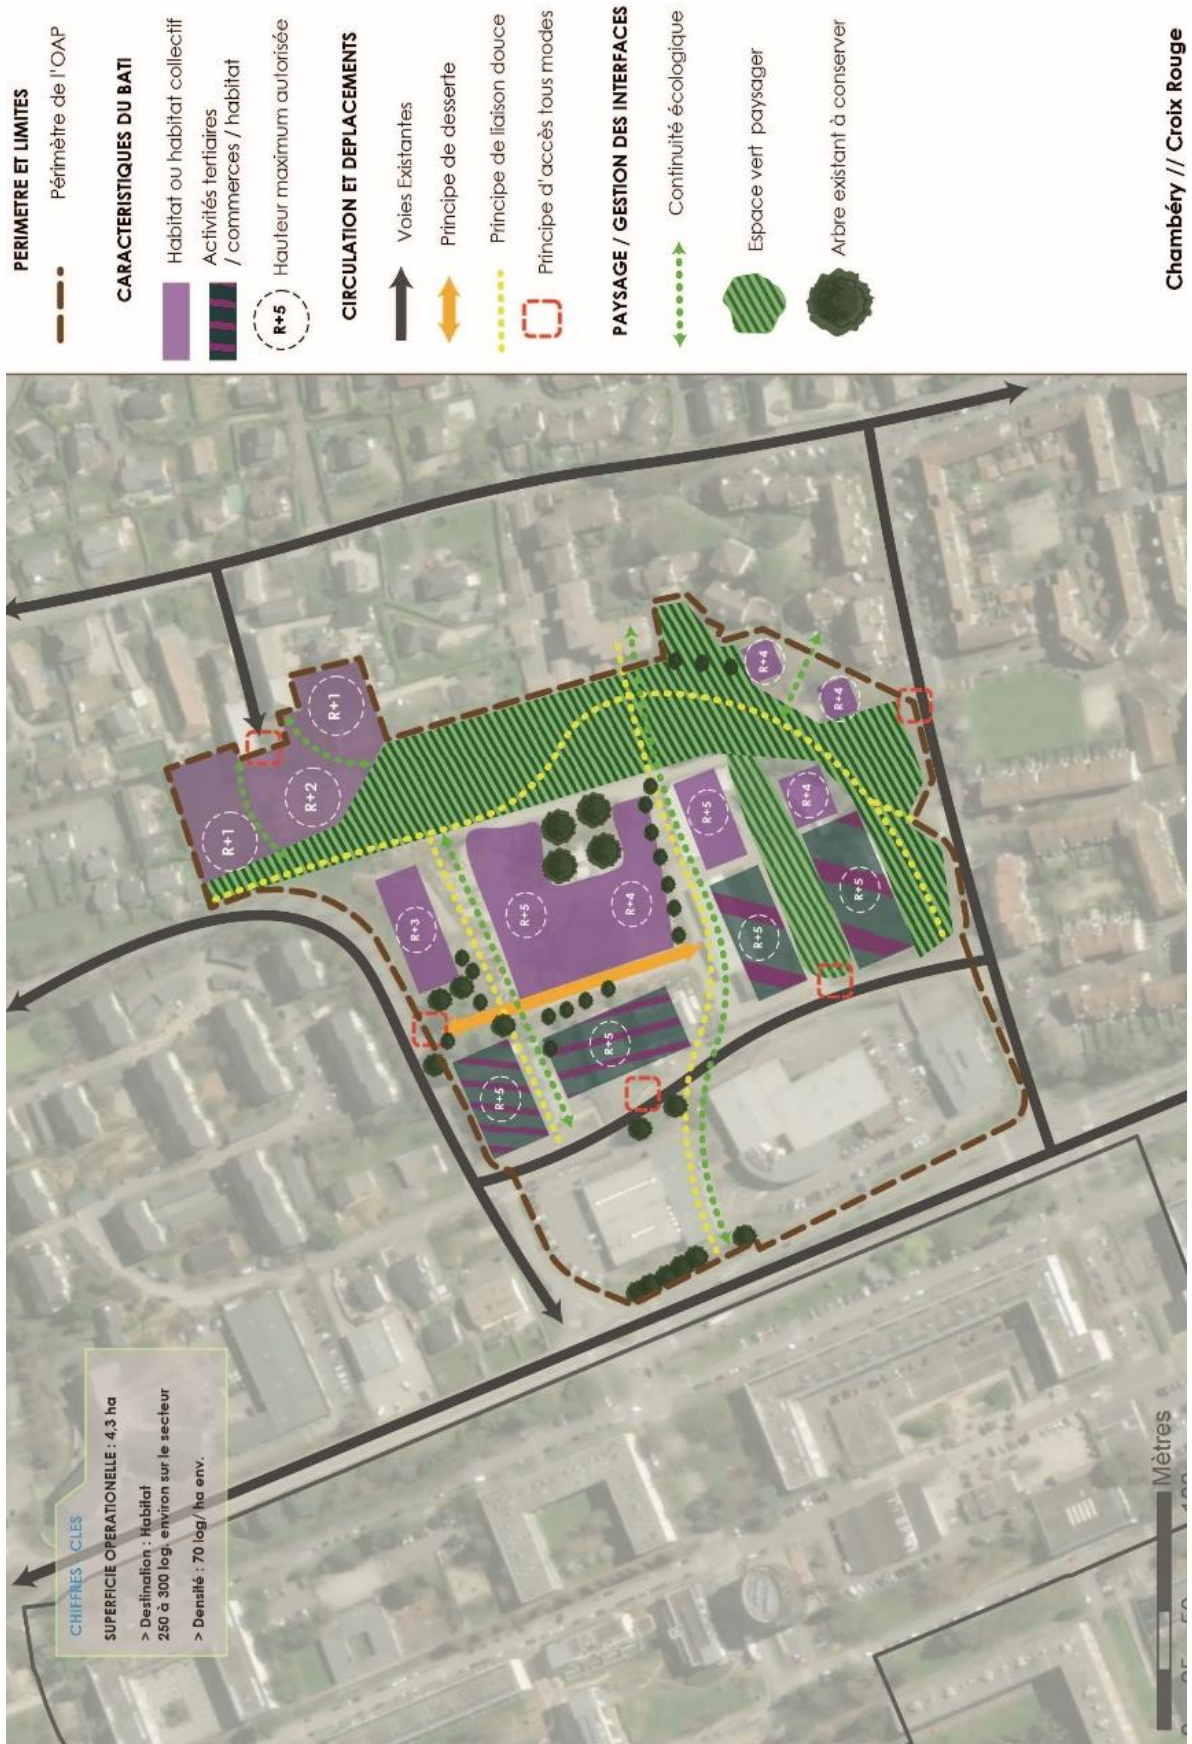 CHIFFRES - CLES
SUPERFICIE OPERATIONELLE : 4,3 ha
> Destination : Habitat
250 à 300 log. environ sur le secteur
> Densité : 70 log/ ha env.
R+1
R+2
R+1
R+3
R+5
R+4
R+5
R+5
R+5
R+5
R+4
R+5
R+4
R+4
Mètres
PERIMETRE ET LIMITES
Périmètre de l'OAP
CARACTERISTIQUES DU BATI
Habitat ou habitat collectif
Activités tertiaires
/ commerces / habitat
R+5
Hauteur maximum autorisée
CIRCULATION ET DEPLACEMENTS
Voies Existantes
Principe de desserte
Principe de liaison douce
Principe d'accès tous modes
PAYSAGE / GESTION DES INTERFACES
Continuité écologique
Espace vert paysager
Arbre existant à conserver
Chambéry // Croix Rouge